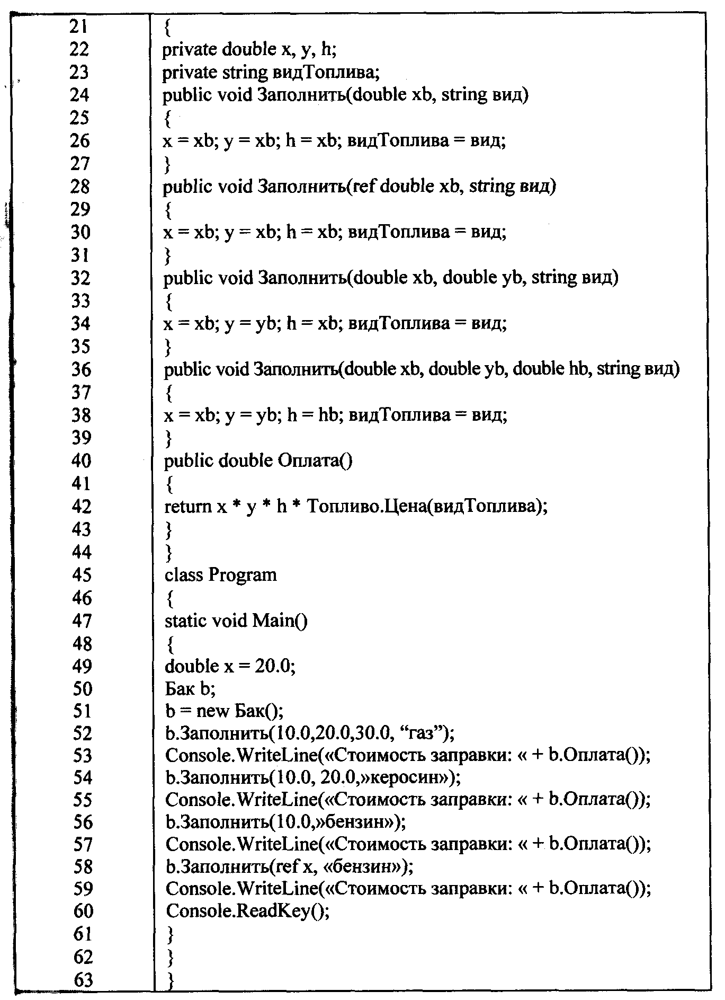 21 {
22 private double x, y, h;
23 private string видТоплива;
24 public void Заполнить(double xb, string вид)
25 {
26 x = xb; y = xb; h = xb; видТоплива = вид;
27 }
28 public void Заполнить(ref double xb, string вид)
29 {
30 x = xb; y = xb; h = xb; видТоплива = вид;
31 }
32 public void Заполнить(double xb, double yb, string вид)
33 {
34 x = xb; y = yb; h = xb; видТоплива = вид;
35 }
36 public void Заполнить(double xb, double yb, double hb, string вид)
37 {
38 x = xb; y = yb; h = hb; видТоплива = вид;
39 }
40 public double Оплата()
41 {
42 return x * y * h * Топливо.Цена(видТоплива);
43 }
44 }
45 class Program
46 {
47 static void Main()
48 {
49 double x = 20.0;
50 Бак b;
51 b = new Бак();
52 b.Заполнить(10.0,20.0,30.0, “газ”);
53 Console.WriteLine(«Стоимость заправки: « + b.Оплата());
54 b.Заполнить(10.0, 20.0,»керосин»);
55 Console.WriteLine(«Стоимость заправки: « + b.Оплата());
56 b.Заполнить(10.0,»бензин»);
57 Console.WriteLine(«Стоимость заправки: « + b.Оплата());
58 b.Заполнить(ref x, «бензин»);
59 Console.WriteLine(«Стоимость заправки: « + b.Оплата());
60 Console.ReadKey();
61 }
62 }
63 }